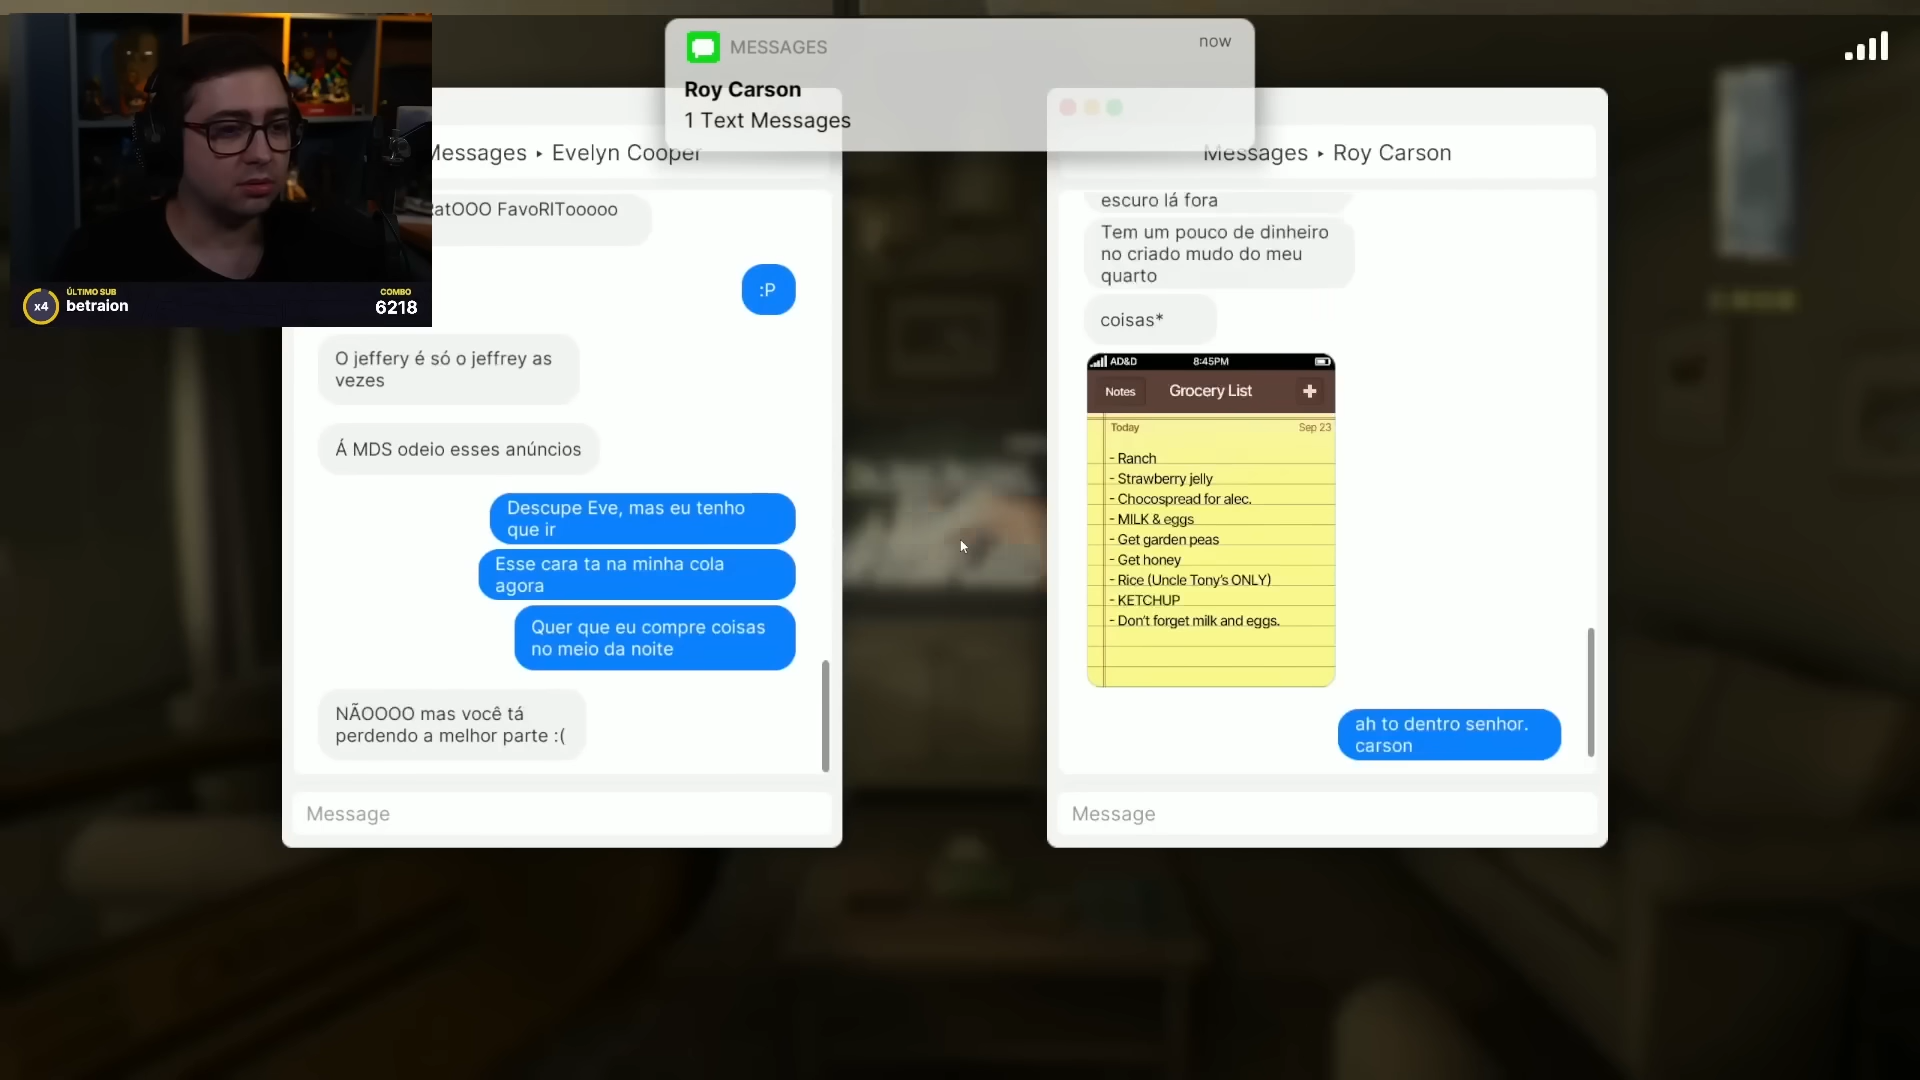 MESSAGES
now
Roy Carson
1 Text Messages
Messages ‣ Evelyn Cooper
RatOOO FavoRITooooo
:P
O jeffery é só o jeffrey as
vezes
Á MDS odeio esses anúncios
Descupe Eve, mas eu tenho
que ir
Esse cara ta na minha cola
agora
Quer que eu compre coisas
no meio da noite
NÃOOOO mas você tá
perdendo a melhor parte :(
Message
ÚLTIMO SUB
x4 betraion
COMBO
6218
Messages ‣ Roy Carson
escuro lá fora
Tem um pouco de dinheiro
no criado mudo do meu
quarto
coisas*
AD&D 8:45PM
Notes Grocery List +
Today Sep 23
- Ranch
- Strawberry jelly
- Chocospread for alec.
- MILK & eggs
- Get garden peas
- Get honey
- Rice (Uncle Tony's ONLY)
- KETCHUP
- Don't forget milk and eggs.
ah to dentro senhor.
carson
Message